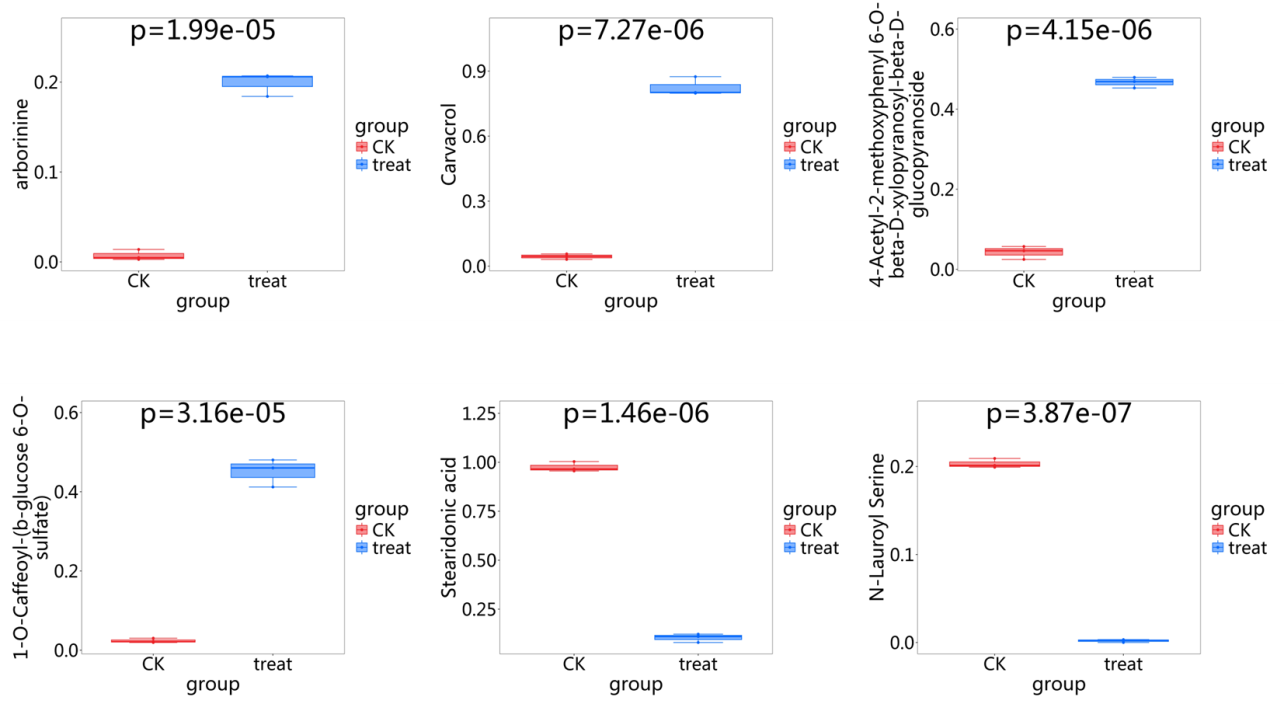 p=1.99e-05
arborinine
0.2
0.1
0.0
CK
treat
group
group
CK
treat
p=7.27e-06
Carvacrol
0.9
0.6
0.3
0.0
CK
treat
group
group
CK
treat
p=4.15e-06
4-Acetyl-2-methoxyphenyl 6-O-
beta-D-xylopyranosyl-beta-D-
glucopyranoside
0.6
0.4
0.2
0.0
CK
treat
group
group
CK
treat
p=3.16e-05
1-O-Caffeoyl-(b-glucose 6-O-
sulfate)
0.6
0.4
0.2
0.0
CK
treat
group
group
CK
treat
p=1.46e-06
Stearidonic acid
1.25
1.00
0.75
0.50
0.25
CK
treat
group
group
CK
treat
p=3.87e-07
N-Lauroyl Serine
0.2
0.1
0.0
CK
treat
group
group
CK
treat